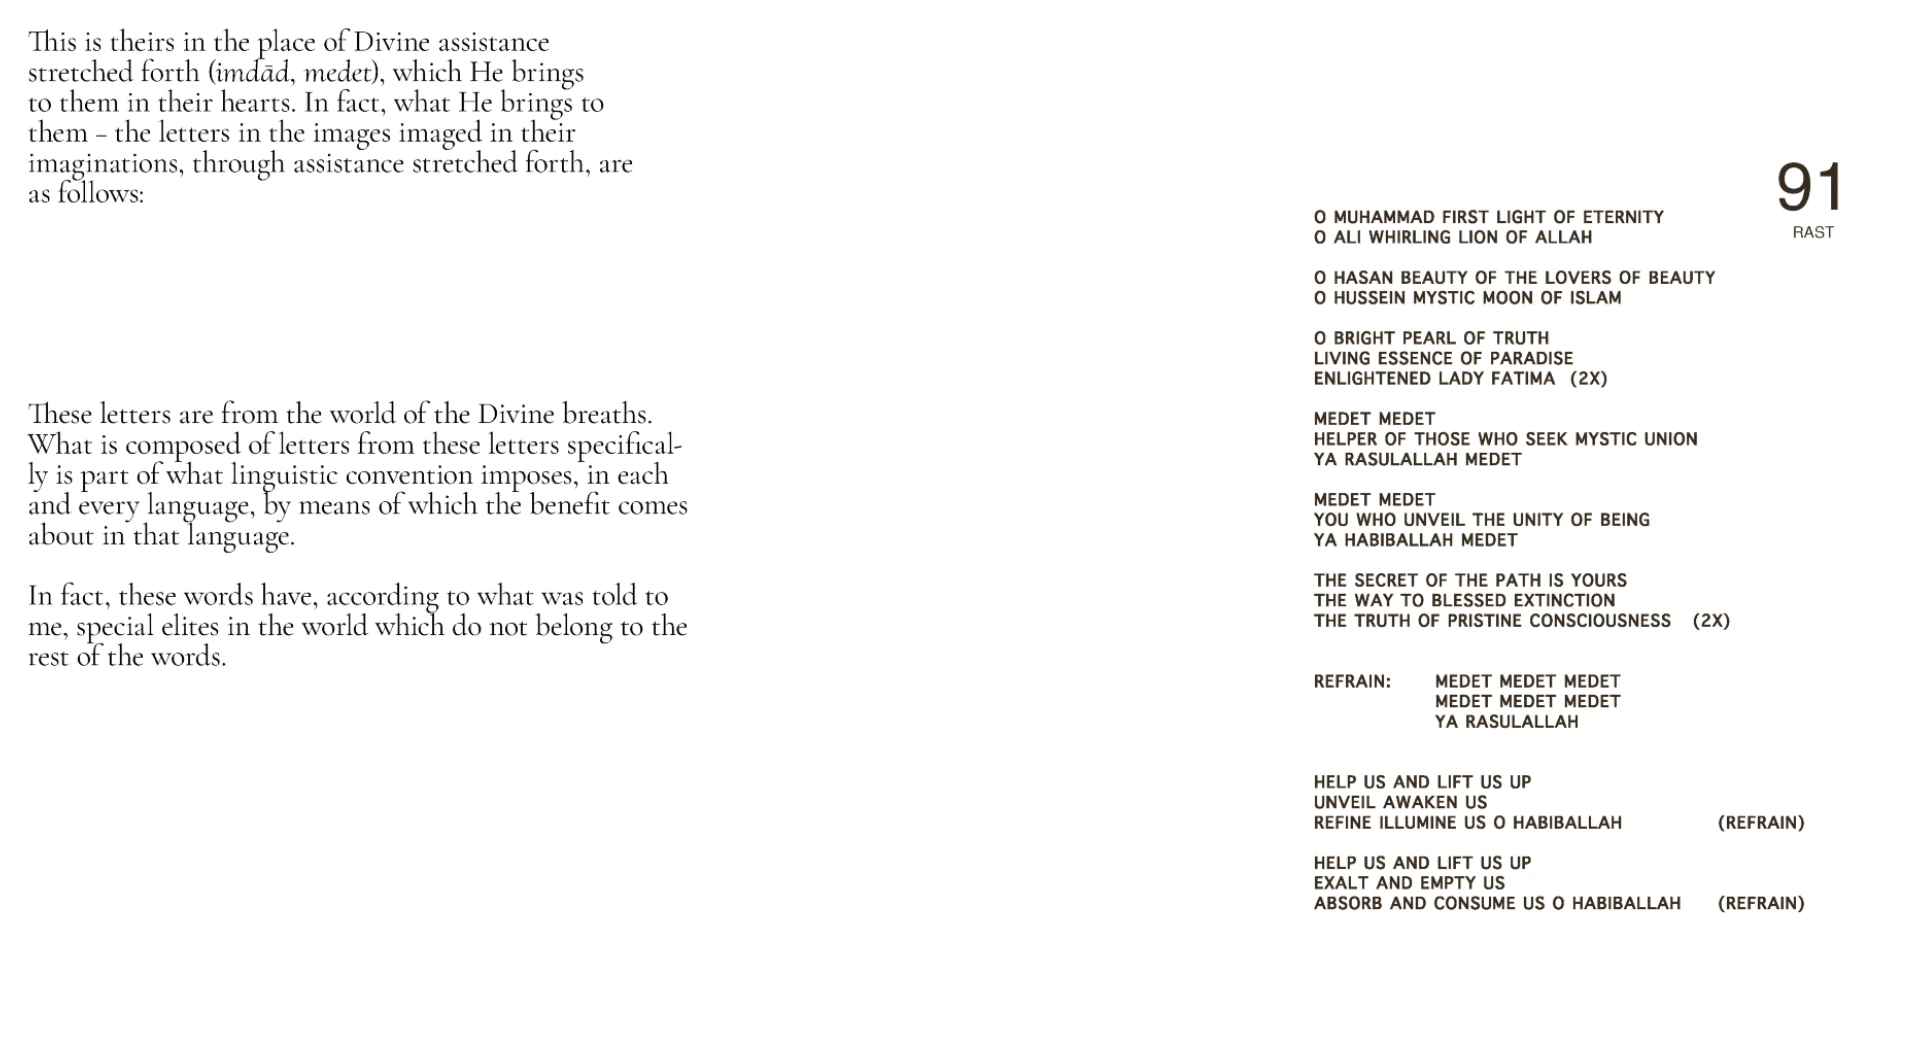 This is theirs in the place of Divine assistance
stretched forth (imdād, medet), which He brings
to them in their hearts. In fact, what He brings to
them – the letters in the images imaged in their
imaginations, through assistance stretched forth, are
as follows:
These letters are from the world of the Divine breaths.
What is composed of letters from these letters specifical-
ly is part of what linguistic convention imposes, in each
and every language, by means of which the benefit comes
about in that language.
In fact, these words have, according to what was told to
me, special elites in the world which do not belong to the
rest of the words.
91
RAST
O MUHAMMAD FIRST LIGHT OF ETERNITY
O ALI WHIRLING LION OF ALLAH
O HASAN BEAUTY OF THE LOVERS OF BEAUTY
O HUSSEIN MYSTIC MOON OF ISLAM
O BRIGHT PEARL OF TRUTH
LIVING ESSENCE OF PARADISE
ENLIGHTENED LADY FATIMA (2X)
MEDET MEDET
HELPER OF THOSE WHO SEEK MYSTIC UNION
YA RASULALLAH MEDET
MEDET MEDET
YOU WHO UNVEIL THE UNITY OF BEING
YA HABIBALLAH MEDET
THE SECRET OF THE PATH IS YOURS
THE WAY TO BLESSED EXTINCTION
THE TRUTH OF PRISTINE CONSCIOUSNESS (2X)
REFRAIN: MEDET MEDET MEDET
MEDET MEDET MEDET
YA RASULALLAH
HELP US AND LIFT US UP
UNVEIL AWAKEN US
REFINE ILLUMINE US O HABIBALLAH (REFRAIN)
HELP US AND LIFT US UP
EXALT AND EMPTY US
ABSORB AND CONSUME US O HABIBALLAH (REFRAIN)